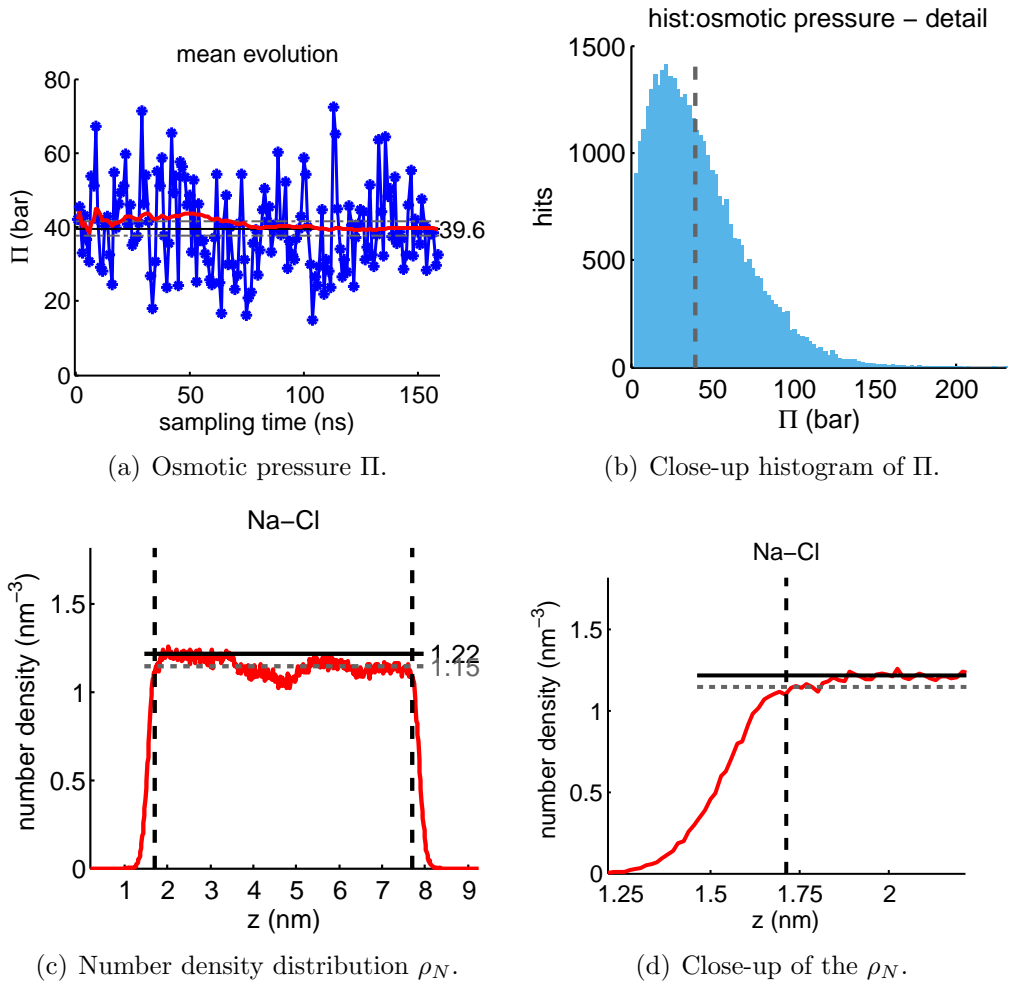 mean evolution
80
60
40
20
0
Π (bar)
39.6
0
50
100
150
sampling time (ns)
(a) Osmotic pressure Π.
hist:osmotic pressure − detail
1500
1000
500
0
hits
0
50
100
150
200
Π (bar)
(b) Close-up histogram of Π.
Na−Cl
1.5
1
0.5
0
number density (nm−3)
1.22
1.15
1
2
3
4
5
6
7
8
9
z (nm)
(c) Number density distribution ρN.
Na−Cl
1.5
1
0.5
0
number density (nm−3)
1.25
1.5
1.75
2
z (nm)
(d) Close-up of the ρN.